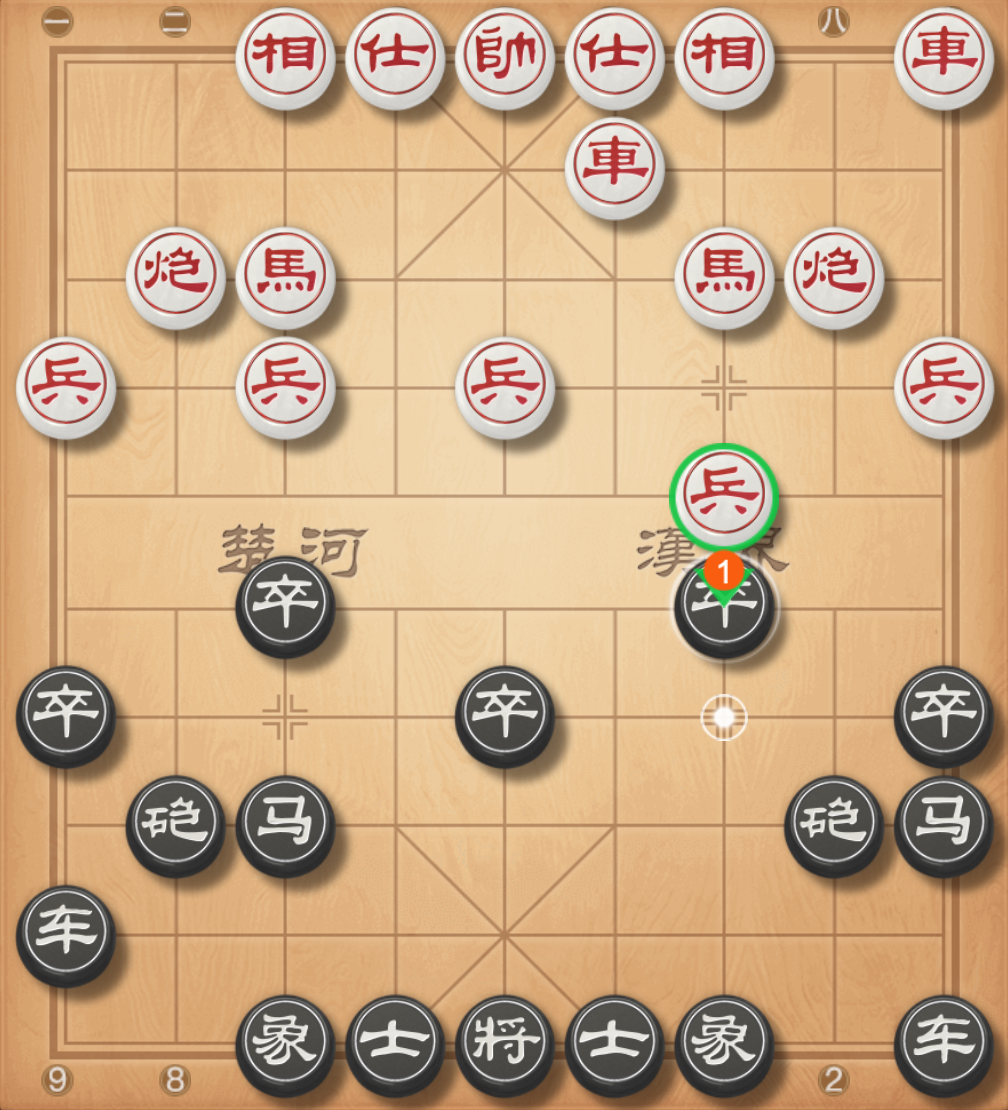 一 二 八
相 仕 帥 仕 相 車
車
炮 馬 馬 炮
兵 兵 兵 兵
兵
楚河 漢界
卒 卒
1
卒 卒 卒
砲 马 砲 马
车
象 士 將 士 象 车
9 8 2